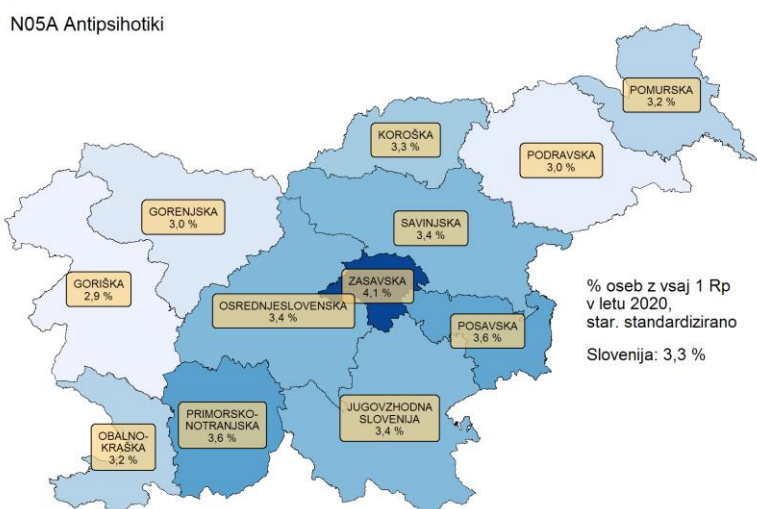 N05A Antipsihotiki
POMURSKA
3,2 %
KOROŠKA
3,3 %
PODRAVSKA
3,0 %
GORENJSKA
3,0 %
SAVINJSKA
3,4 %
GORIŠKA
2,9 %
ZASAVSKA
4,1 %
OSREDNJESLOVENSKA
3,4 %
POSAVSKA
3,6 %
% oseb z vsaj 1 Rp
v letu 2020,
star. standardizirano
Slovenija: 3,3 %
PRIMORSKO-
NOTRANJSKA
3,6 %
JUGOVZHODNA
SLOVENIJA
3,4 %
OBALNO-
KRAŠKA
3,2 %